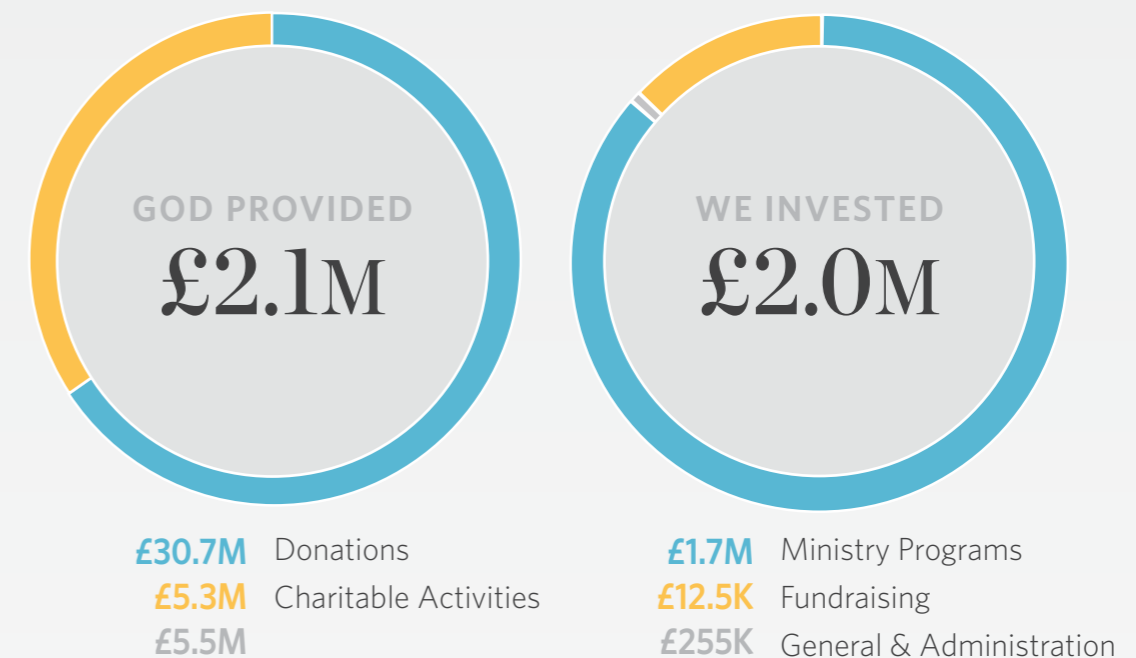 GOD PROVIDED
£2.1M
£30.7M Donations
£5.3M Charitable Activities
£5.5M
WE INVESTED
£2.0M
£1.7M Ministry Programs
£12.5K Fundraising
£255K General & Administration